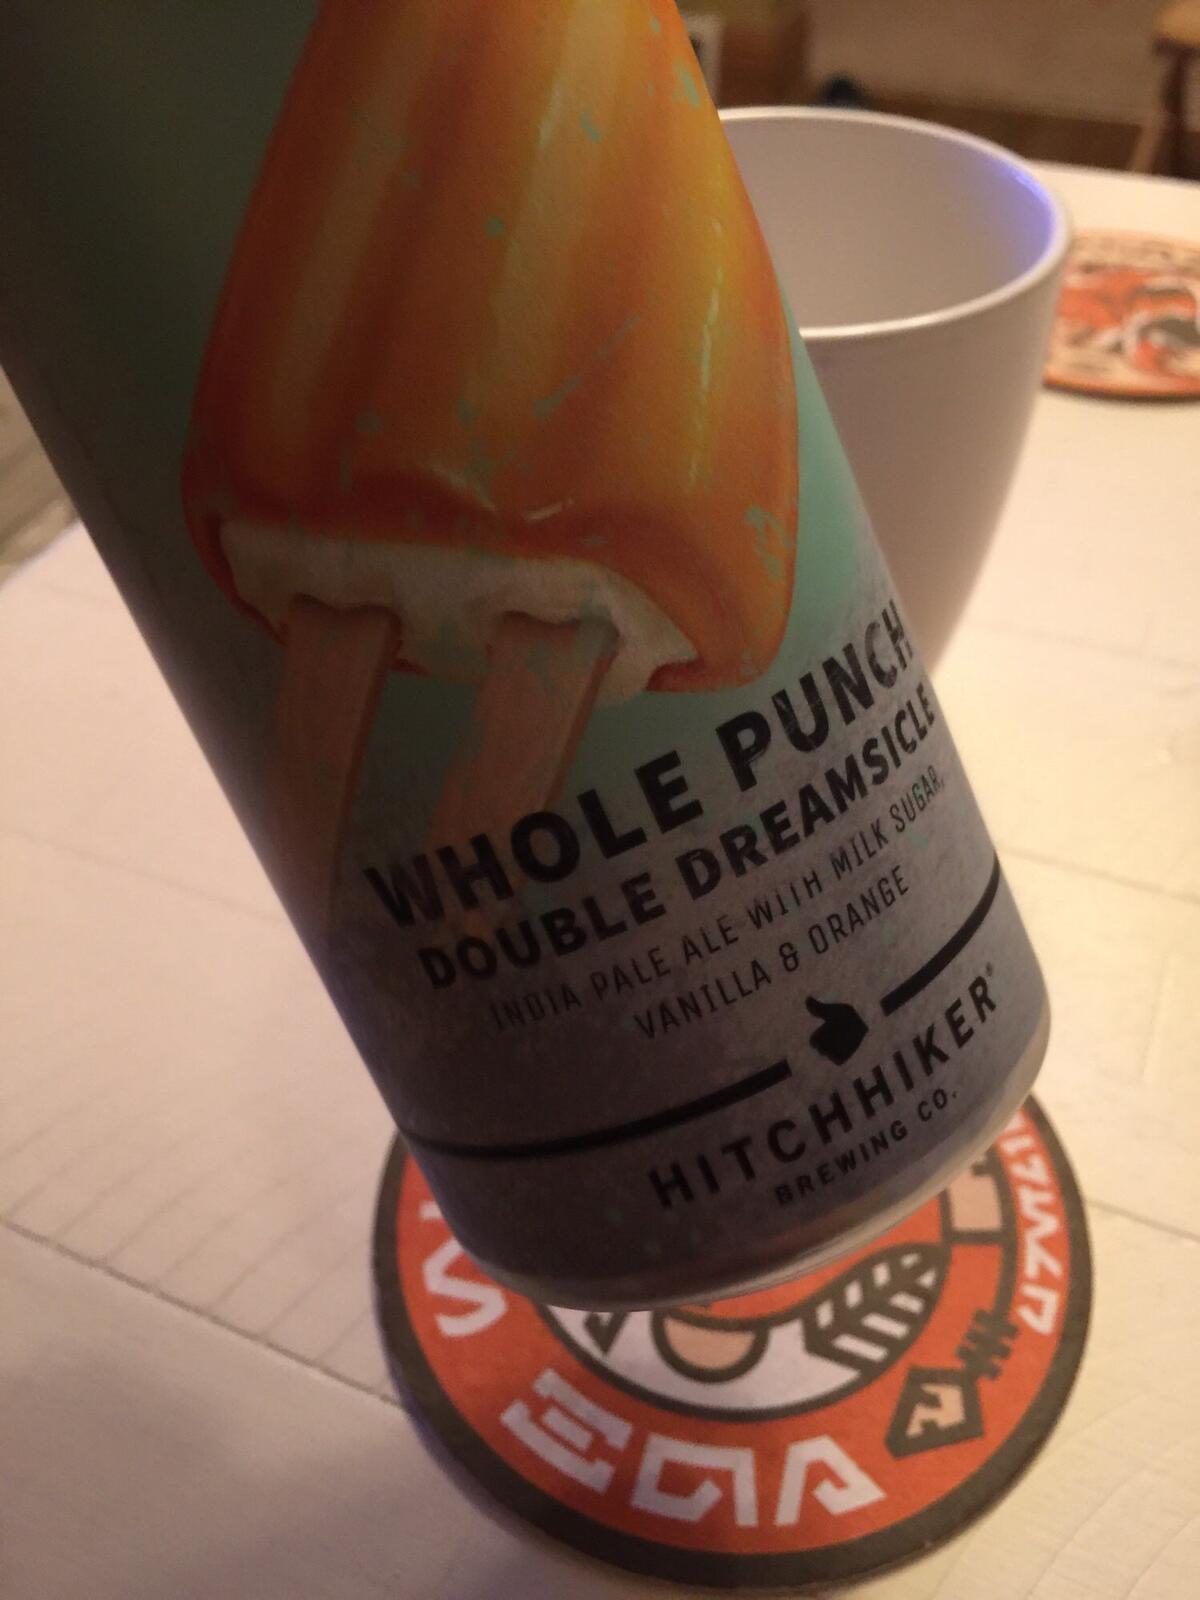 WHOLE PUNCH
DOUBLE DREAMSICLE
INDIA PALE ALE WITH MILK SUGAR,
VANILLA & ORANGE
HITCHHIKER®
BREWING CO.